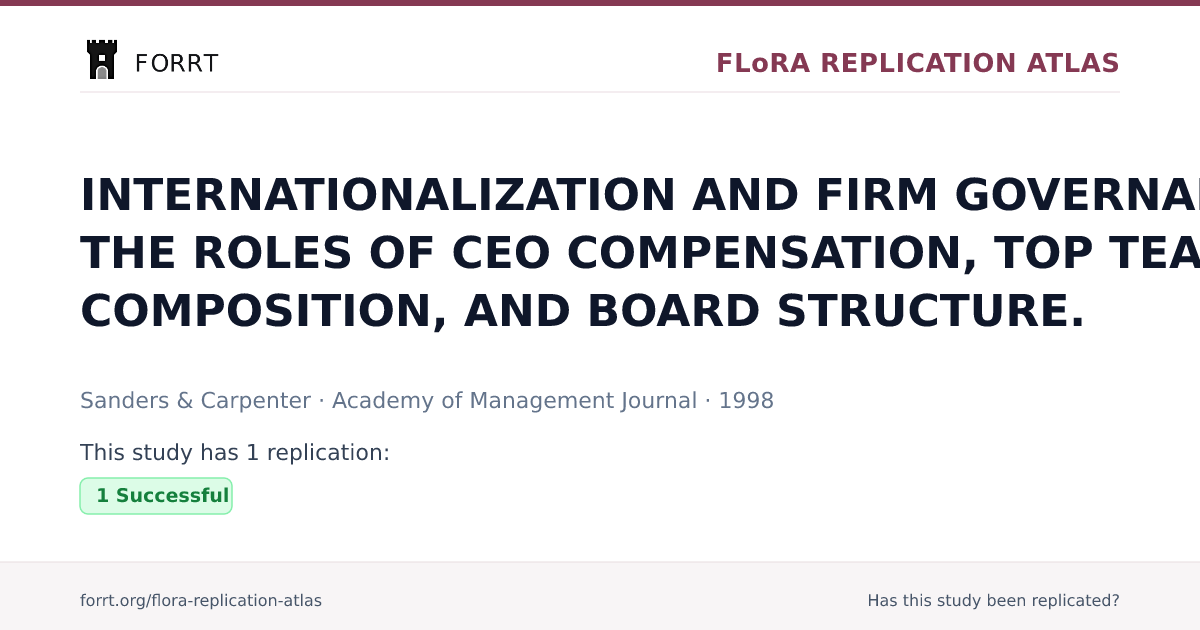 FORRT
FLoRA REPLICATION ATLAS
INTERNATIONALIZATION AND FIRM
THE ROLES OF CEO COMPENSATION, TOP
COMPOSITION, AND BOARD STRUCTURE.
Sanders & Carpenter · Academy of Management Journal · 1998
This study has 1 replication:
1 Successful
forrt.org/flora-replication-atlas
Has this study been replicated?